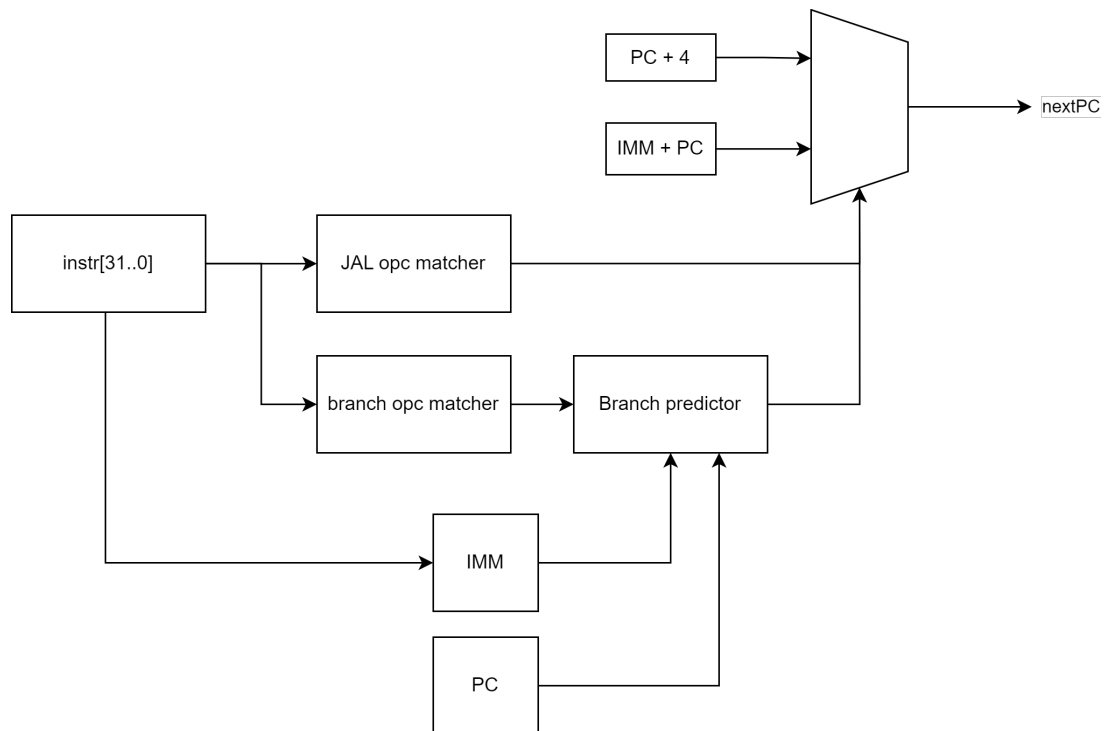 PC + 4
nextPC
IMM + PC
instr[31..0]
JAL opc matcher
branch opc matcher
Branch predictor
IMM
PC